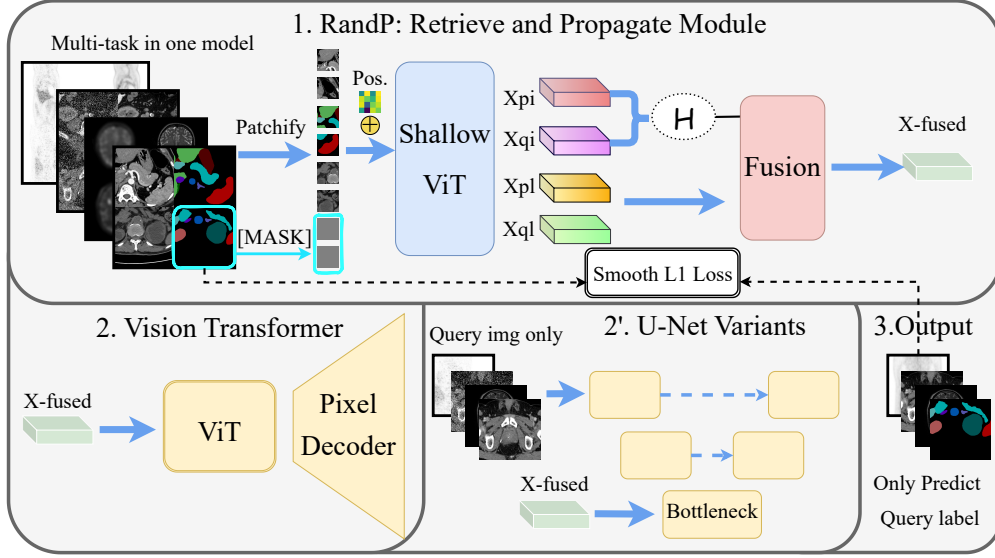 1. RandP: Retrieve and Propagate Module
Multi-task in one model
Patchify
Pos.
Shallow
ViT
Xpi
Xqi
Xpl
Xql
H
Fusion
X-fused
[MASK]
Smooth L1 Loss
2. Vision Transformer
X-fused
ViT
Pixel
Decoder
2'. U-Net Variants
Query img only
X-fused
Bottleneck
3.Output
Only Predict
Query label